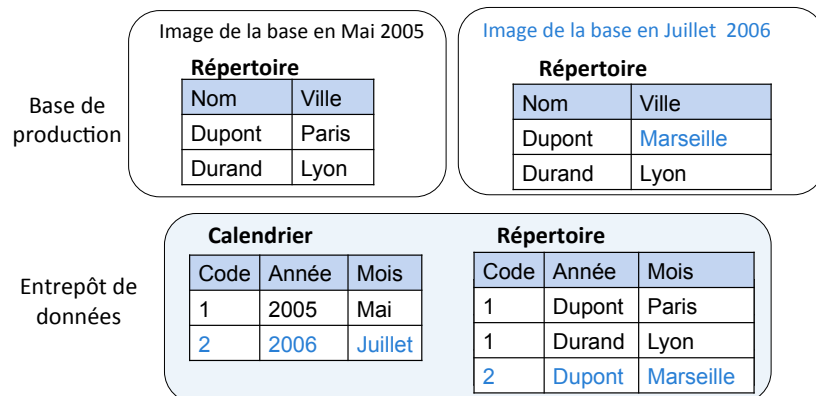 Image de la base en Mai 2005
Image de la base en Juillet 2006
Base de
production
Répertoire
Nom Ville
Dupont Paris
Durand Lyon
Répertoire
Nom Ville
Dupont Marseille
Durand Lyon
Entrepôt de
données
Calendrier
Code Année Mois
1 2005 Mai
2 2006 Juillet
Répertoire
Code Année Mois
1 Dupont Paris
1 Durand Lyon
2 Dupont Marseille